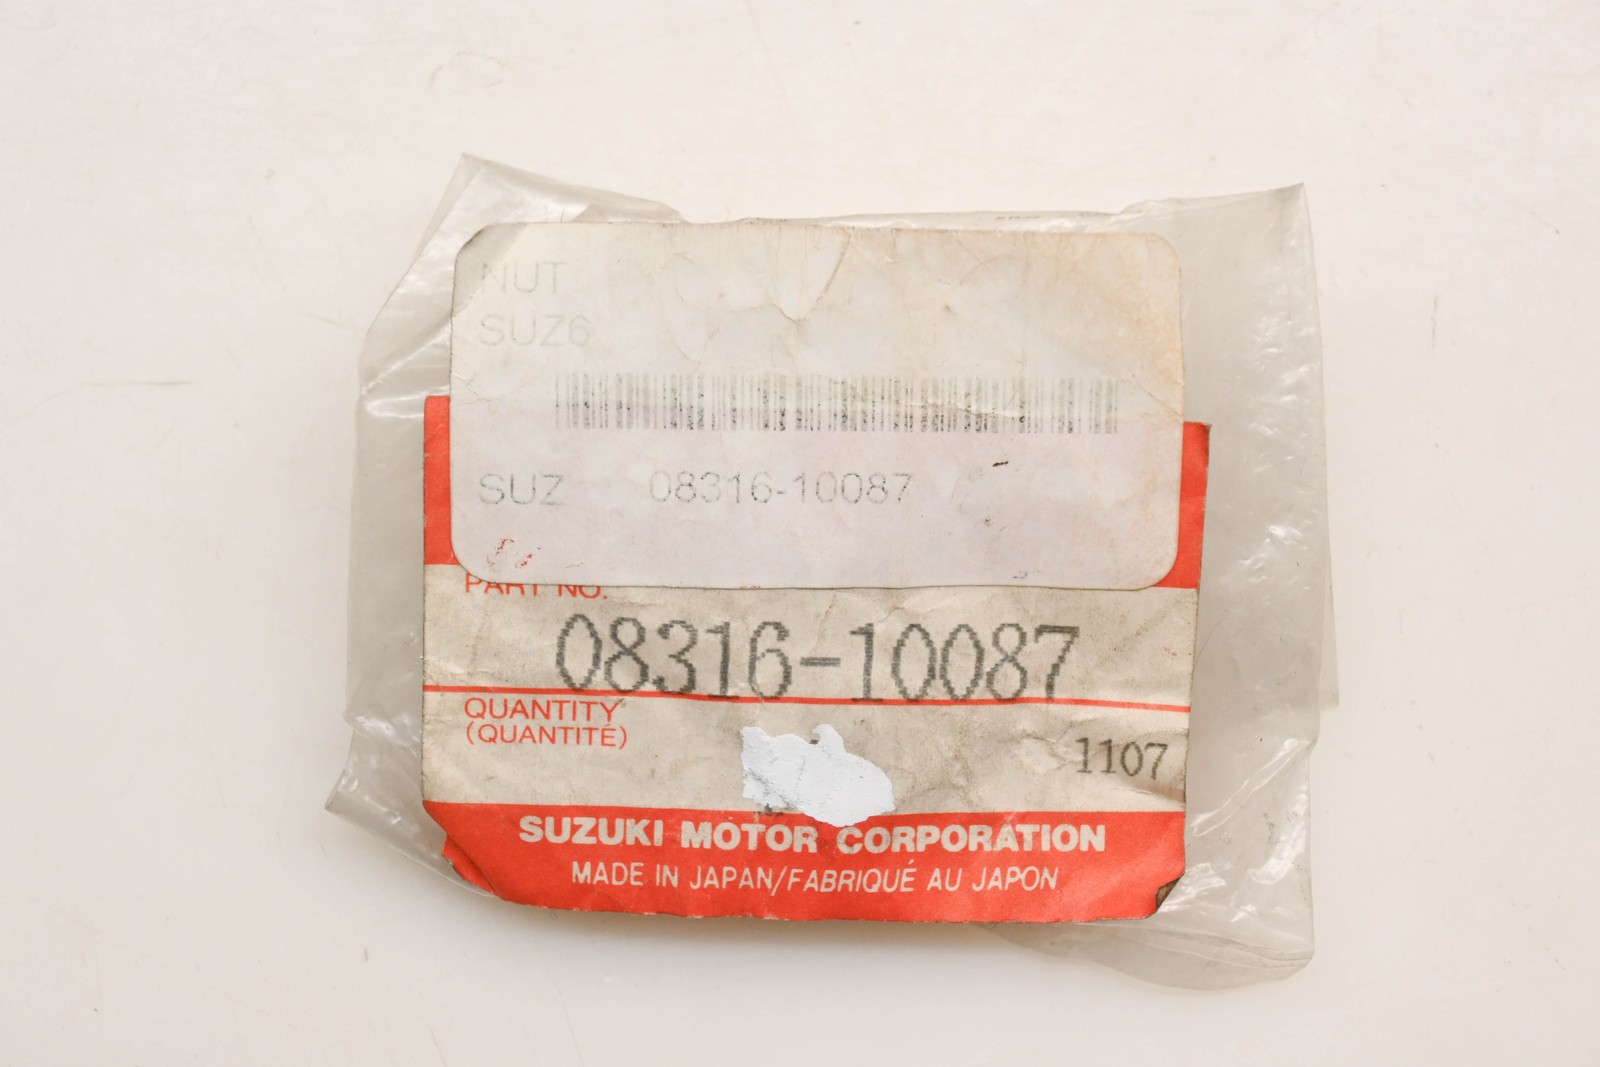 NUT
SUZ6
SUZ 08316-10087
PART NO.
08316-10087
QUANTITY
(QUANTITÉ)
1107
SUZUKI MOTOR CORPORATION
MADE IN JAPAN/FABRIQUÉ AU JAPON